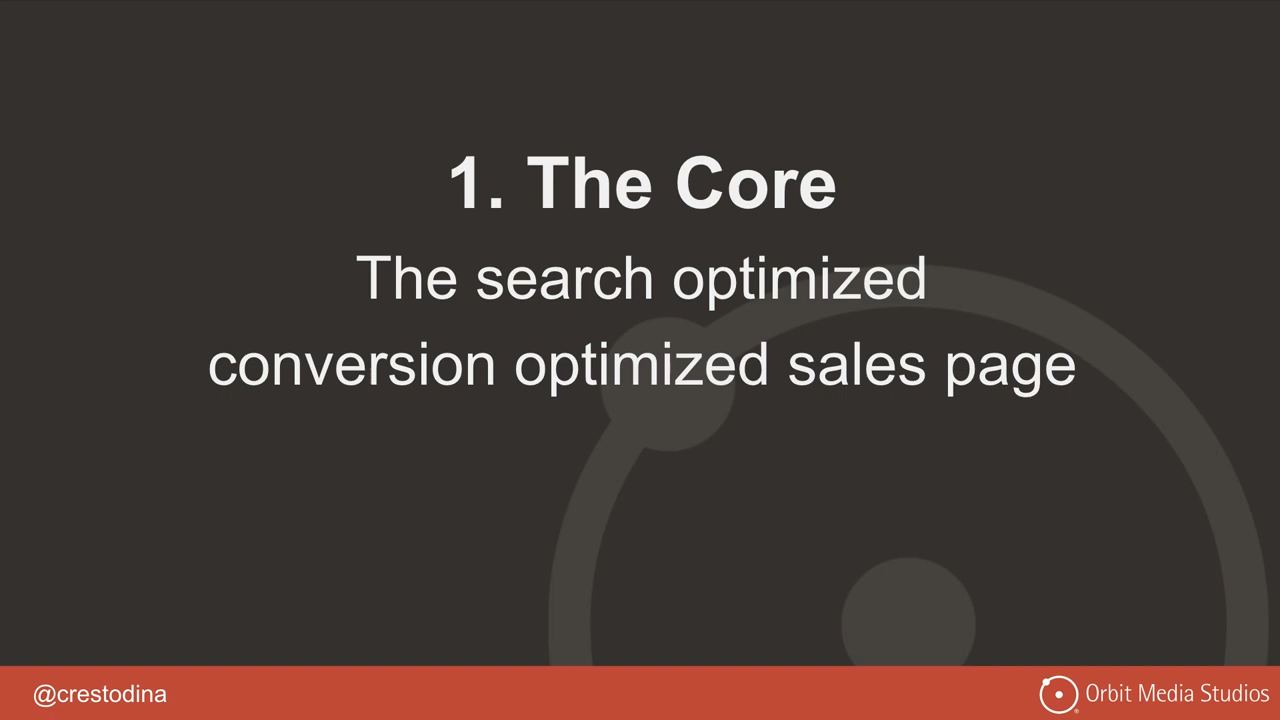 1. The Core
The search optimized
conversion optimized sales page
@crestodina
Orbit Media Studios